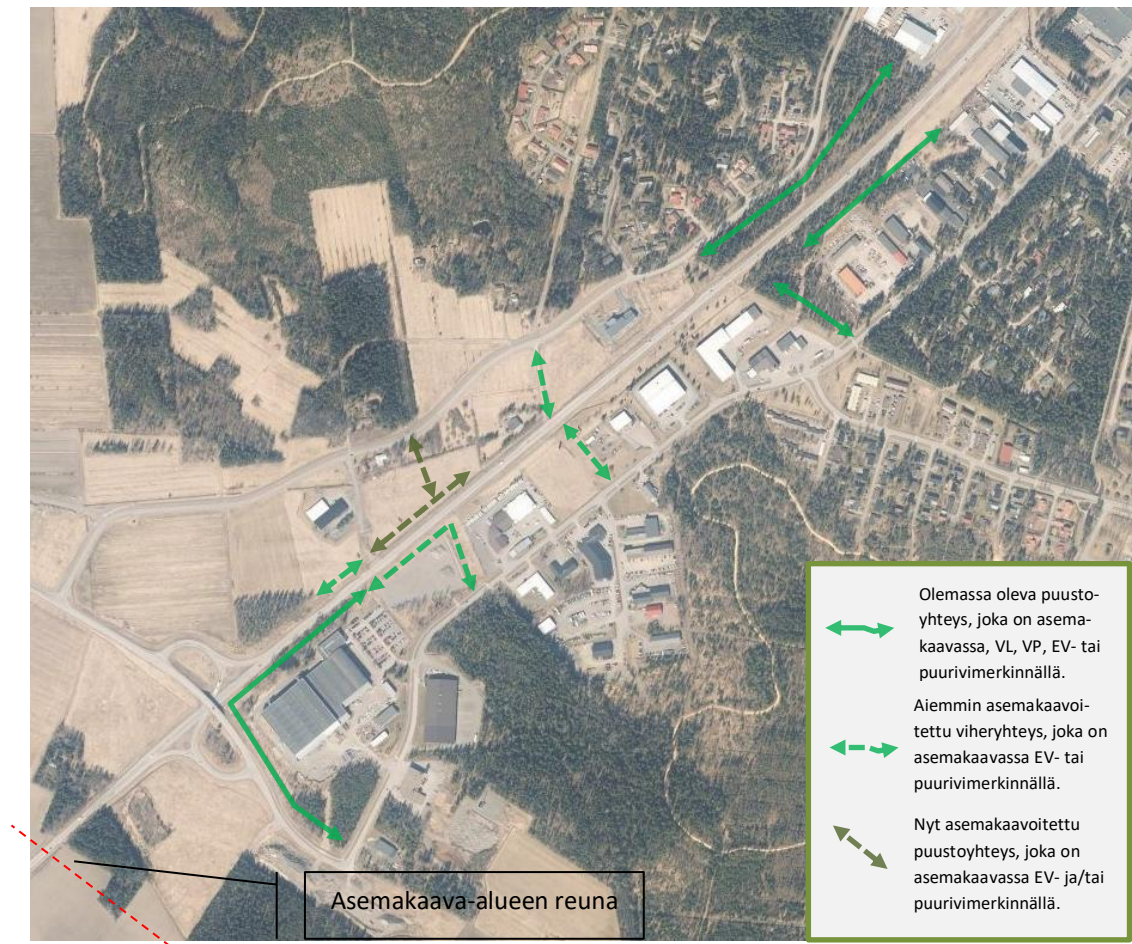 Olemassa oleva puusto-
yhteys, joka on asema-
kaavassa, VL, VP, EV- tai
puurivimerkinnällä.
Aiemmin asemakaavoi-
tettu viheryhteys, joka on
asemakaavassa EV- tai
puurivimerkinnällä.
Nyt asemakaavoitettu
puustoyhteys, joka on
asemakaavassa EV- ja/tai
puurivimerkinnällä.
Asemakaava-alueen reuna